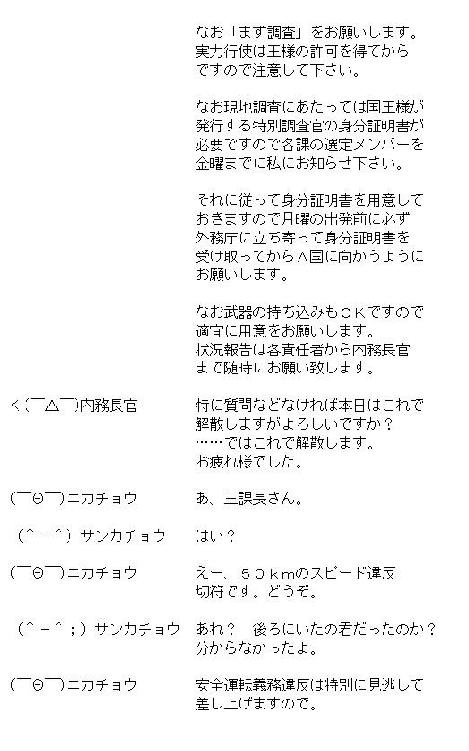 なお「まず調査」をお願いします。
実力行使は王様の許可を得てから
ですので注意して下さい。
なお現地調査にあたっては国王様が
発行する特別調査官の身分証明書が
必要ですので各課の選定メンバーを
金曜までに私にお知らせ下さい。
それに従って身分証明書を用意して
おきますので月曜の出発前に必ず
外務庁に立ち寄って身分証明書を
受け取ってからA国に向かうように
お願いします。
なお武器の持ち込みもOKですので
適宜に用意をお願いします。
状況報告は各責任者から内務長官
まで随時にお願い致します。
く(￣△￣)内務長官 特に質問などなければ本日はこれで
解散しますがよろしいですか？
……ではこれで解散します。
お疲れ様でした。
(￣Θ￣)ニカチョウ あ、三課長さん。
(＾ー＾) サンカチョウ はい？
(￣Θ￣)ニカチョウ えー、５０ｋｍのスピード違反
切符です。どうぞ。
(＾－＾；) サンカチョウ あれ？ 後ろにいたの君だったのか？
分からなかったよ。
(￣Θ￣)ニカチョウ 安全運転義務違反は特別に見逃して
差し上げますので。